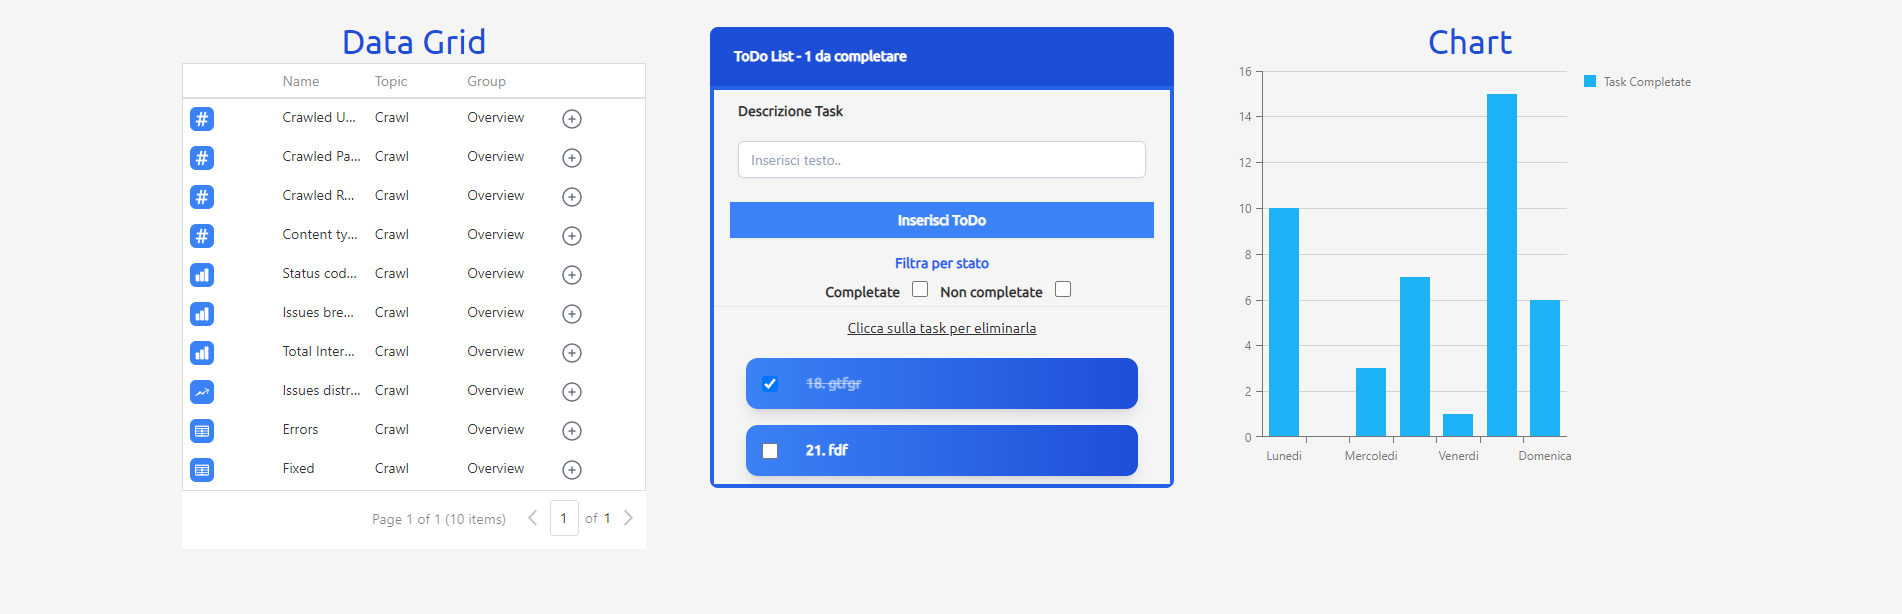 Data Grid
Name Topic Group
Crawled U... Crawl Overview
Crawled Pa... Crawl Overview
Crawled R... Crawl Overview
Content ty... Crawl Overview
Status cod... Crawl Overview
Issues bre... Crawl Overview
Total Inter... Crawl Overview
Issues distr... Crawl Overview
Errors Crawl Overview
Fixed Crawl Overview
Page 1 of 1 (10 items) 1 of 1
ToDo List - 1 da completare
Descrizione Task
Inserisci testo..
Inserisci ToDo
Filtra per stato
Completate Non completate
Clicca sulla task per eliminarla
18. gtfgr
21. fdf
Chart
Task Completate
16
14
12
10
8
6
4
2
0
Lunedi Mercoledi Venerdi Domenica